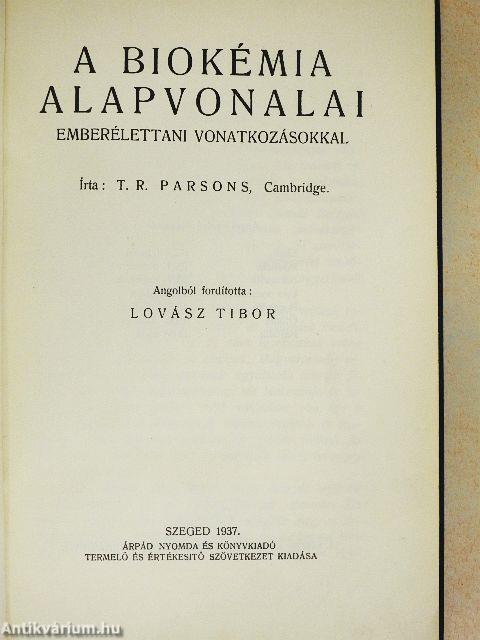 A BIOKÉMIA
ALAPVONALAI
EMBERÉLETTANI VONATKOZÁSOKKAL
Írta: T. R. PARSONS, Cambridge.
Angolból fordította:
LOVÁSZ TIBOR
SZEGED 1937.
ÁRPÁD NYOMDA ÉS KÖNYVKIADÓ
TERMELŐ ÉS ÉRTÉKESITŐ SZÖVETKEZET KIADÁSA
Antikvárium.hu